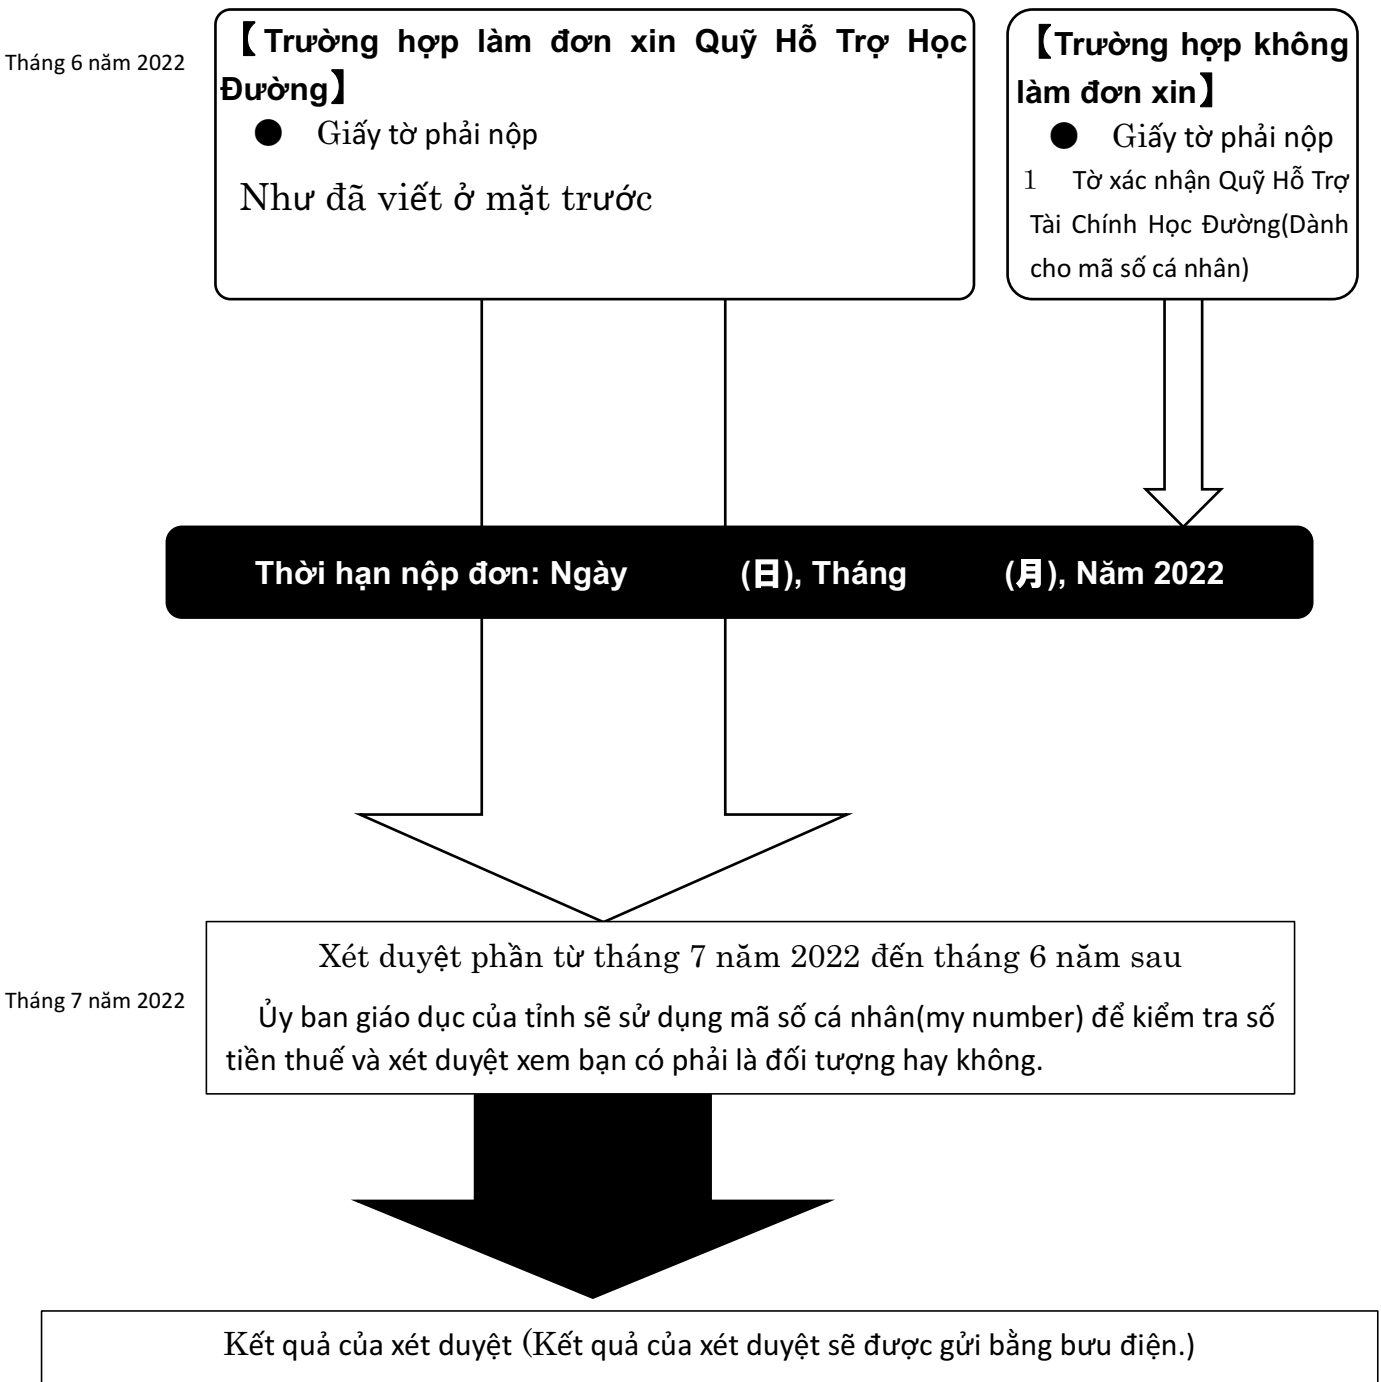 Tháng 6 năm 2022
【Trường hợp làm đơn xin Quỹ Hỗ Trợ Học
Đường】
● Giấy tờ phải nộp
Như đã viết ở mặt trước
【Trường hợp không
làm đơn xin】
● Giấy tờ phải nộp
1 Tờ xác nhận Quỹ Hỗ Trợ
Tài Chính Học Đường(Dành
cho mã số cá nhân)
Thời hạn nộp đơn: Ngày (日), Tháng (月), Năm 2022
Xét duyệt phần từ tháng 7 năm 2022 đến tháng 6 năm sau
Tháng 7 năm 2022
Ủy ban giáo dục của tỉnh sẽ sử dụng mã số cá nhân(my number) để kiểm tra số
tiền thuế và xét duyệt xem bạn có phải là đối tượng hay không.
Kết quả của xét duyệt (Kết quả của xét duyệt sẽ được gửi bằng bưu điện.)